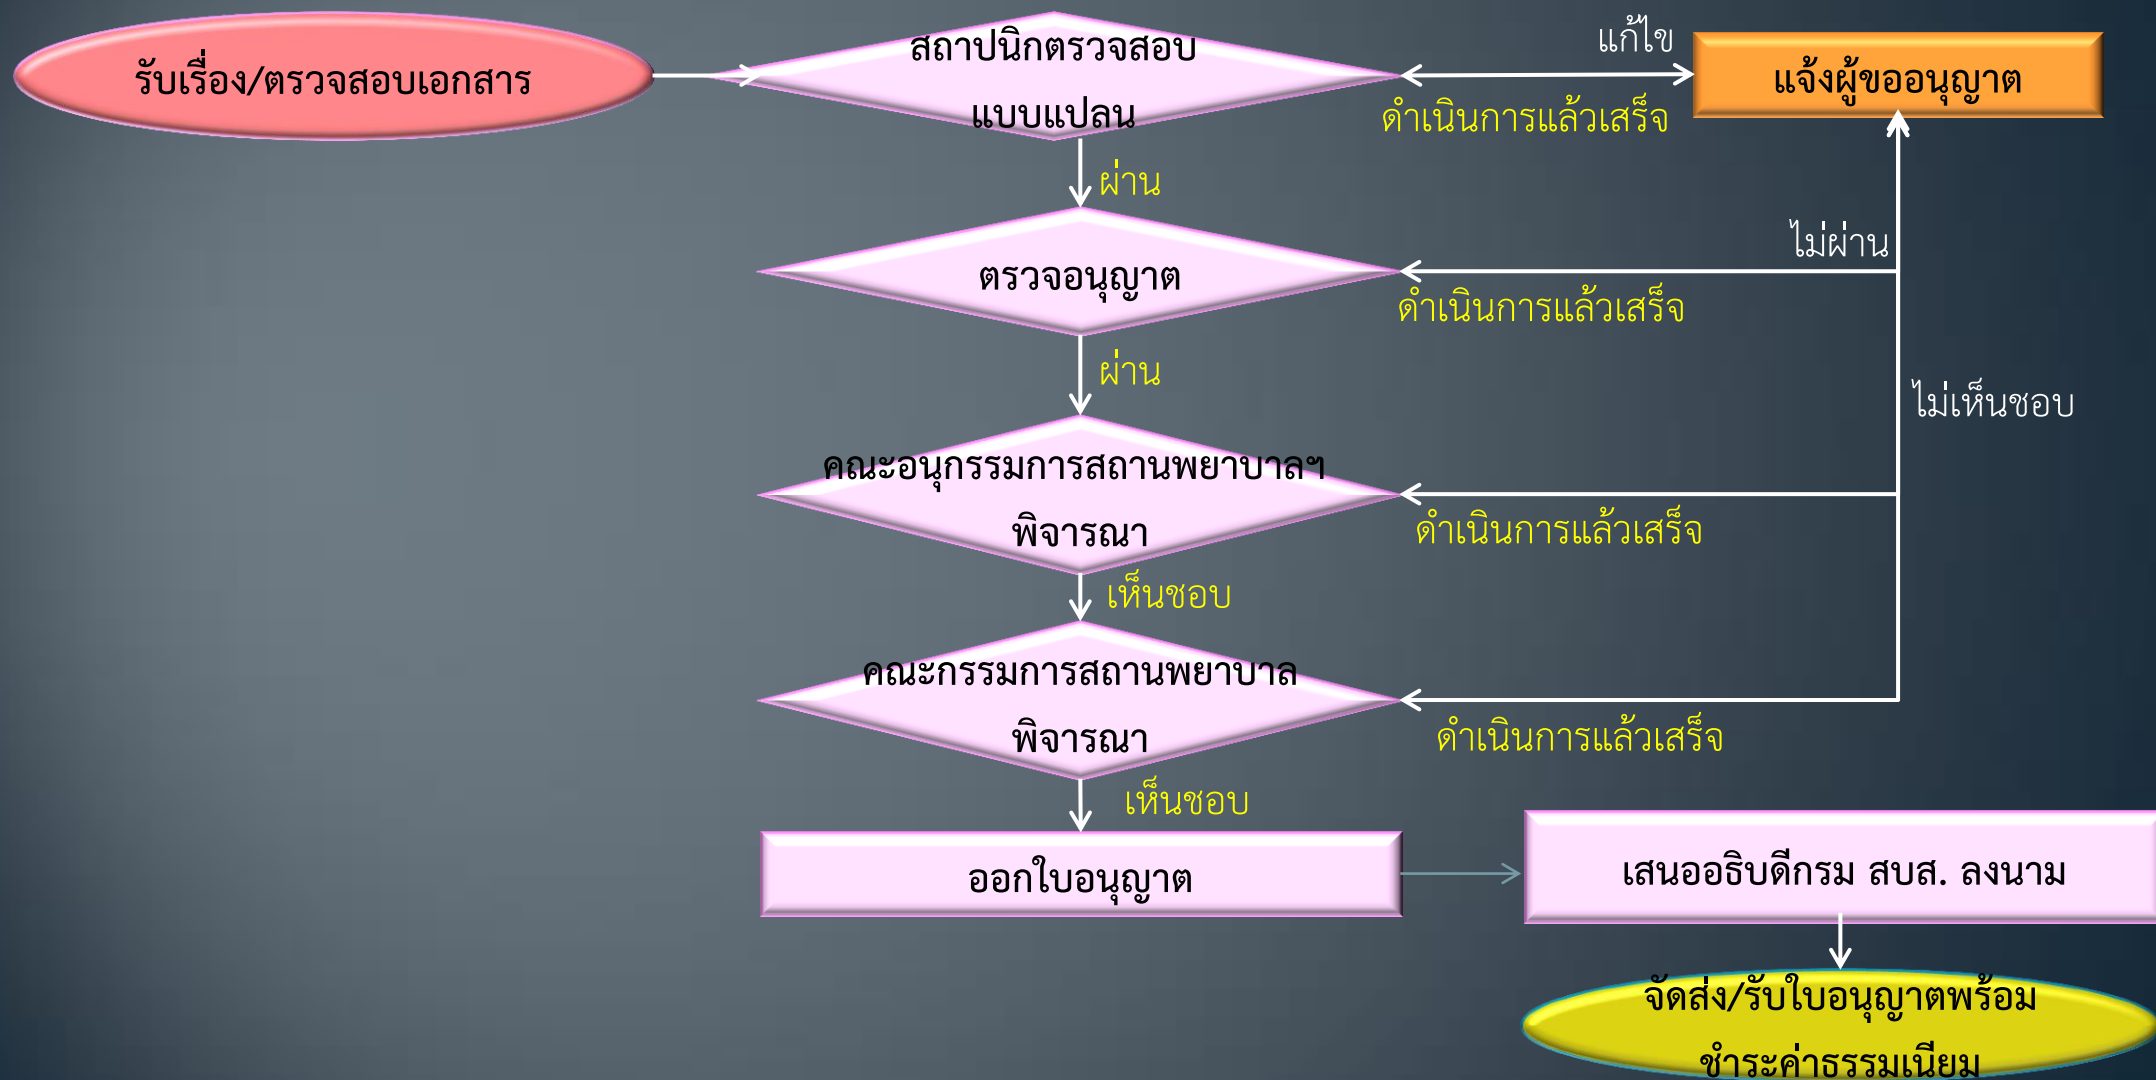 รับเรื่อง/ตรวจสอบเอกสาร
สถาปนิกตรวจสอบ
แบบแปลน
แก้ไข
ดำเนินการแล้วเสร็จ
แจ้งผู้ขออนุญาต
ผ่าน
ตรวจอนุญาต
ไม่ผ่าน
ดำเนินการแล้วเสร็จ
ผ่าน
ไม่เห็นชอบ
คณะอนุกรรมการสถานพยาบาลฯ
พิจารณา
ดำเนินการแล้วเสร็จ
เห็นชอบ
คณะกรรมการสถานพยาบาล
พิจารณา
ดำเนินการแล้วเสร็จ
เห็นชอบ
ออกใบอนุญาต
เสนออธิบดีกรม สบส. ลงนาม
จัดส่ง/รับใบอนุญาตพร้อม
ชำระค่าธรรมเนียม